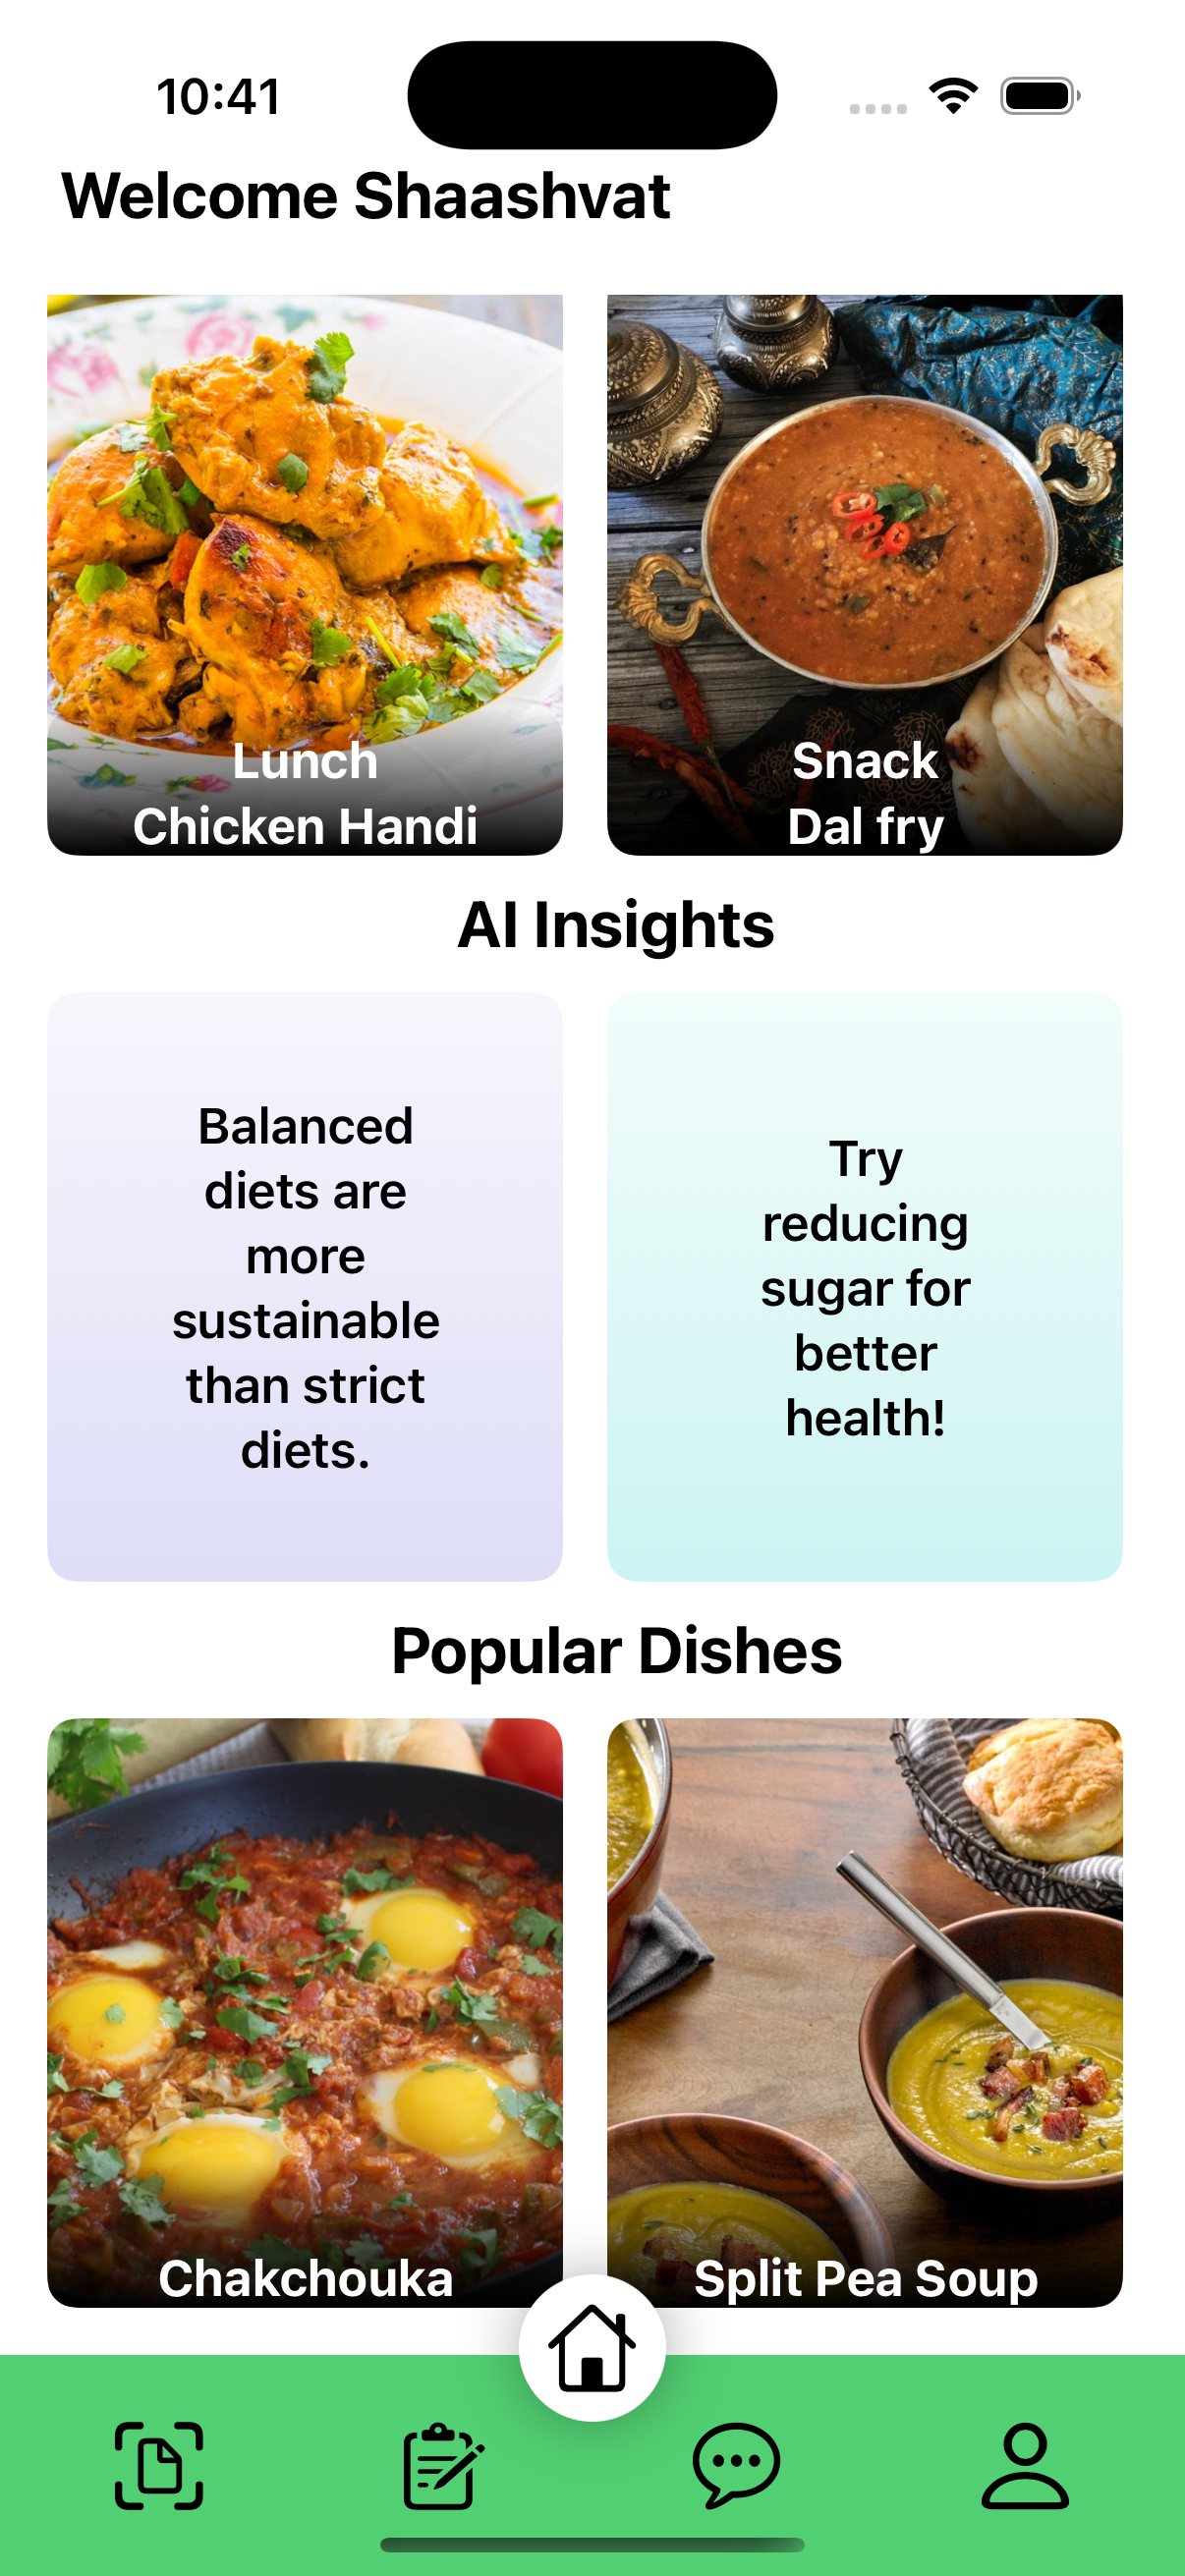 10:41
Welcome Shaashvat
Lunch
Chicken Handi
Snack
Dal fry
AI Insights
Balanced
diets are
more
sustainable
than strict
diets.
Try
reducing
sugar for
better
health!
Popular Dishes
Chakchouka
Split Pea Soup